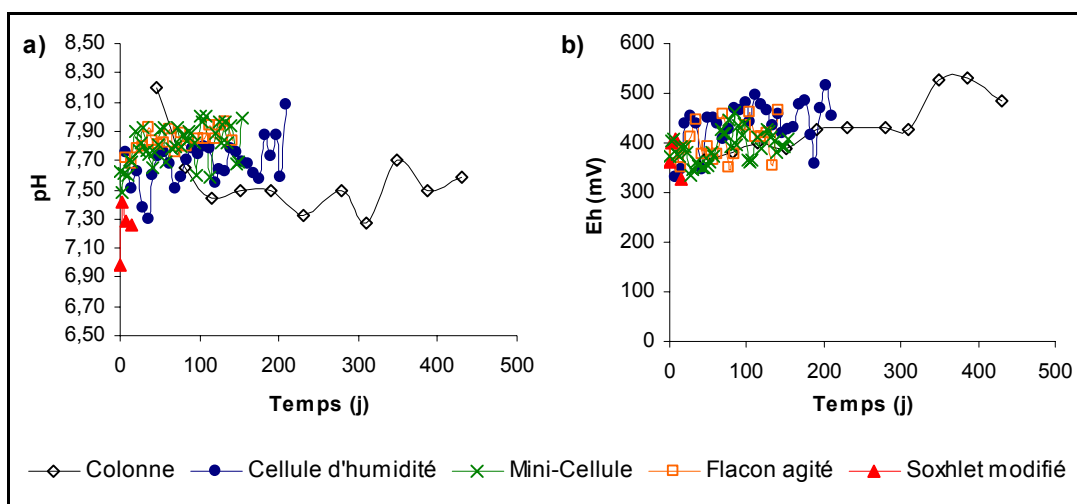 a)
8,50
8,30
8,10
7,90
7,70
7,50
7,30
7,10
6,90
6,70
6,50
pH
0 100 200 300 400 500
Temps (j)
b)
600
500
400
300
200
100
0
Eh (mV)
0 100 200 300 400 500
Temps (j)
Colonne Cellule d'humidité Mini-Cellule Flacon agité Soxhlet modifié